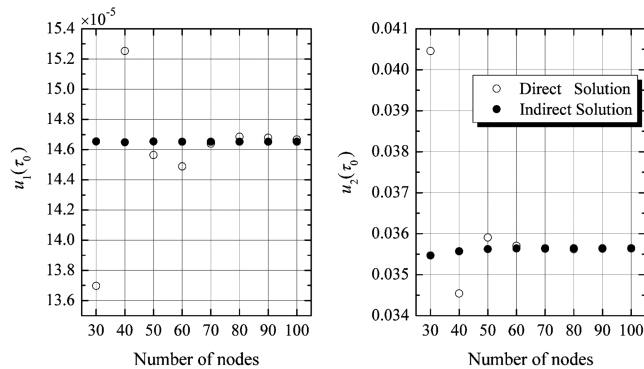 ×10⁻⁵
15.4
15.2
15.0
14.8
14.6
14.4
14.2
14.0
13.8
13.6
u₁(τ₀)
30 40 50 60 70 80 90 100
Number of nodes
0.041
0.040
0.039
0.038
0.037
0.036
0.035
0.034
u₂(τ₀)
Direct Solution
Indirect Solution
30 40 50 60 70 80 90 100
Number of nodes